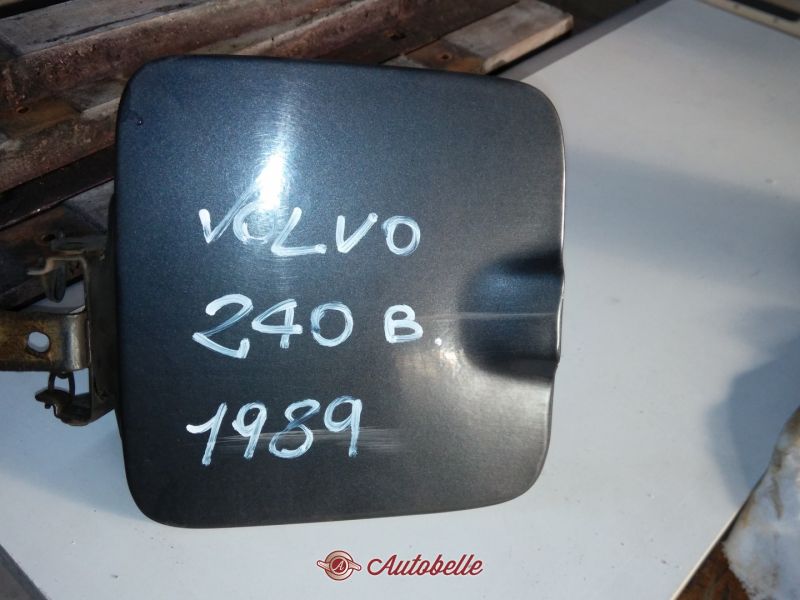 VOLVO
240 B.
1989
Autobelle